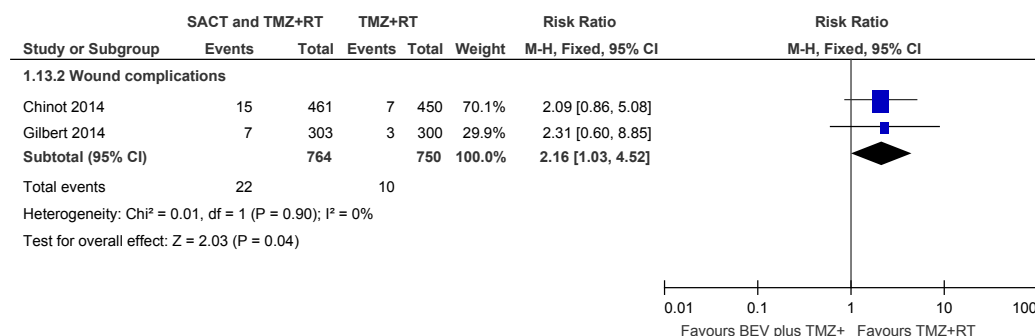 SACT and TMZ+RT TMZ+RT Risk Ratio Risk Ratio
Study or Subgroup Events Total Events Total Weight M-H, Fixed, 95% CI M-H, Fixed, 95% CI
1.13.2 Wound complications
Chinot 2014 15 461 7 450 70.1% 2.09 [0.86, 5.08]
Gilbert 2014 7 303 3 300 29.9% 2.31 [0.60, 8.85]
Subtotal (95% CI) 764 750 100.0% 2.16 [1.03, 4.52]
Total events 22 10
Heterogeneity: Chi² = 0.01, df = 1 (P = 0.90); I² = 0%
Test for overall effect: Z = 2.03 (P = 0.04)
0.01 0.1 1 10 100
Favours BEV plus TMZ+ Favours TMZ+RT